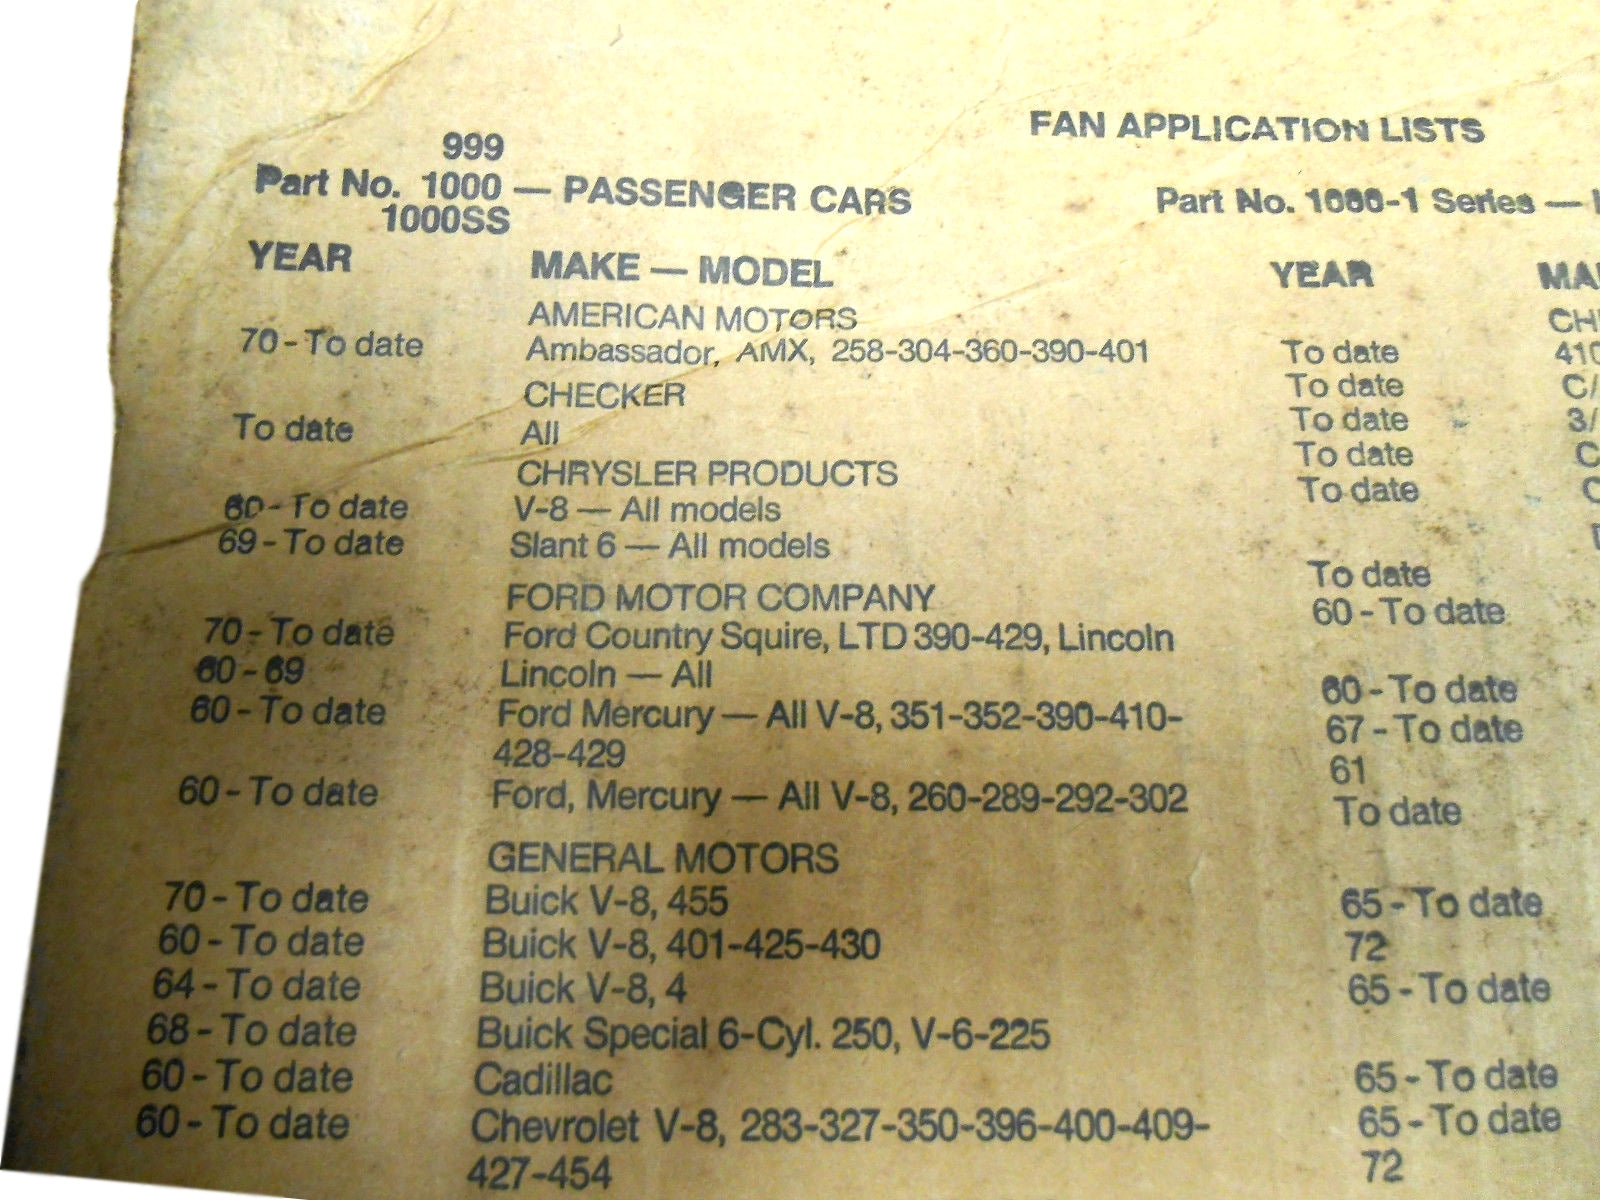 FAN APPLICATION LISTS
999
Part No. 1000 — PASSENGER CARS
1000SS
YEAR MAKE — MODEL
AMERICAN MOTORS
70 - To date Ambassador, AMX, 258-304-360-390-401
CHECKER
To date All
CHRYSLER PRODUCTS
60 - To date V-8 — All models
69 - To date Slant 6 — All models
FORD MOTOR COMPANY
70 - To date Ford Country Squire, LTD 390-429, Lincoln
60 - 69 Lincoln — All
60 - To date Ford Mercury — All V-8, 351-352-390-410-
428-429
60 - To date Ford, Mercury — All V-8, 260-289-292-302
GENERAL MOTORS
70 - To date Buick V-8, 455
60 - To date Buick V-8, 401-425-430
64 - To date Buick V-8, 4
68 - To date Buick Special 6-Cyl. 250, V-6-225
60 - To date Cadillac
60 - To date Chevrolet V-8, 283-327-350-396-400-409-
427-454
Part No. 1000-1 Series —
YEAR
To date 410
To date C/
To date 3/
To date C
To date
To date
60 - To date
60 - To date
67 - To date
61
To date
65 - To date
72
65 - To date
65 - To date
65 - To date
72